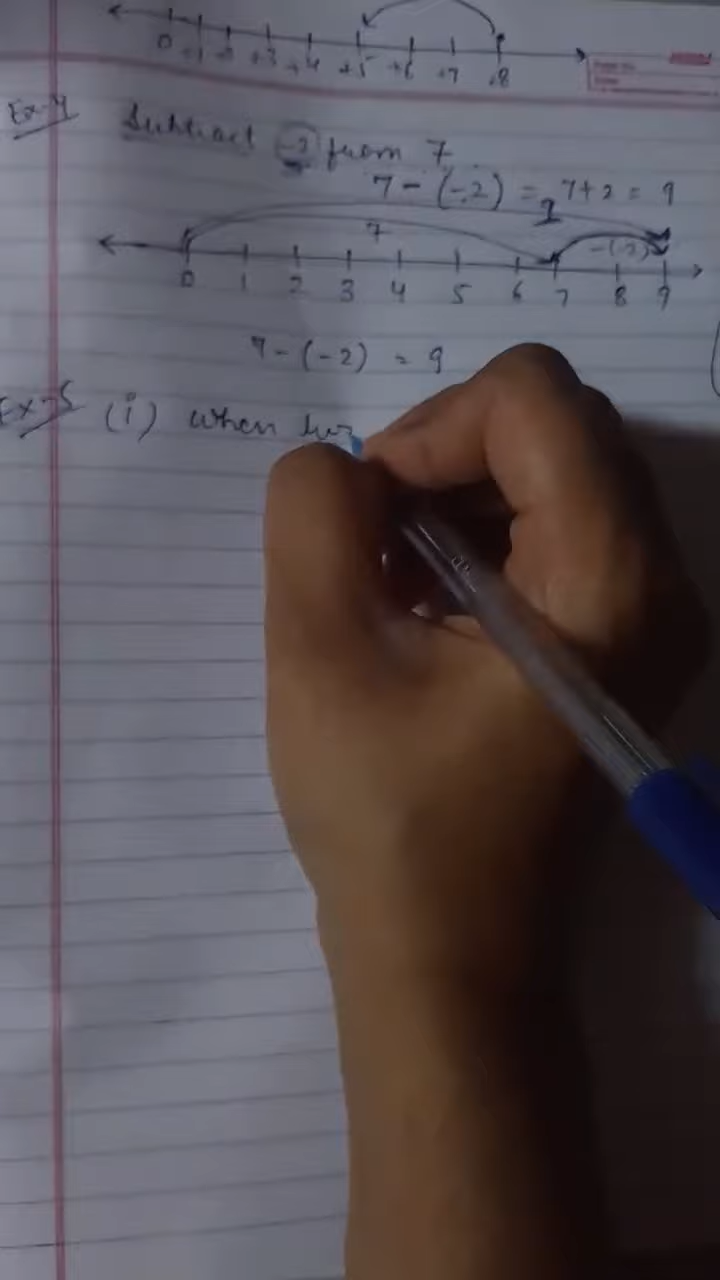 0 +1 +2 +3 +4 +5 +6 +7 +8
Ex-4 Subtract (-2) from 7
7 - (-2) = 7+2 = 9
9
7 -(-2)
0 1 2 3 4 5 6 7 8 9
7 - (-2) = 9
Ex-5 (i) when